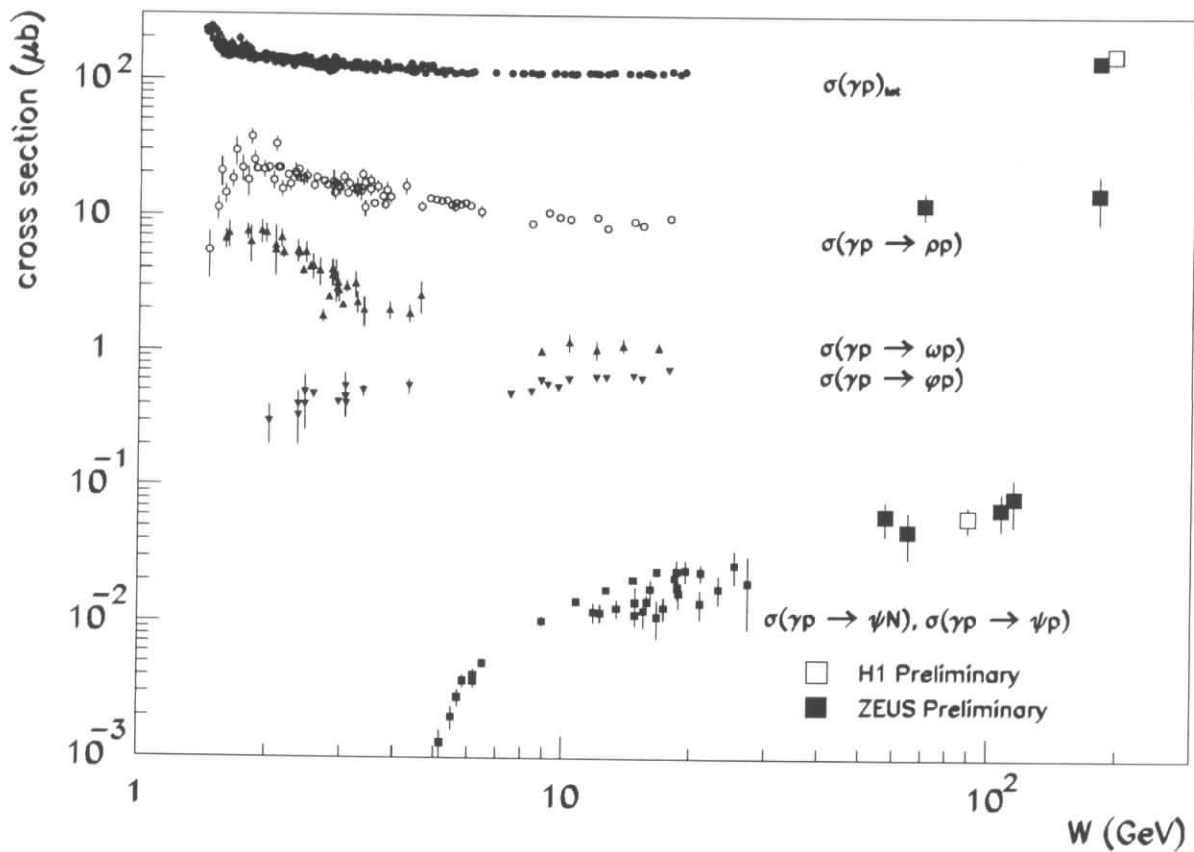 cross section (μb)
10²
10
1
10⁻¹
10⁻²
10⁻³
σ(γp)tot
σ(γp → ρp)
σ(γp → ωp)
σ(γp → φp)
σ(γp → ψN), σ(γp → ψp)
H1 Preliminary
ZEUS Preliminary
1
10
10²
W (GeV)